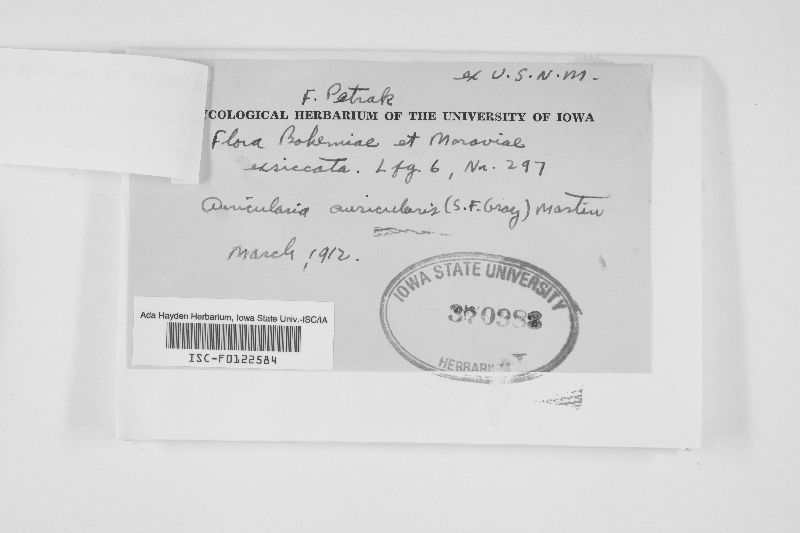 ex U.S.N.M.
F. Petrak
YCOLOGICAL HERBARIUM OF THE UNIVERSITY OF IOWA
Flora Bohemiae et Moraviae
exsiccata. Lfg. 6, Nr. 297
Auricularia auricularis (S.F.Gray) Martin
March, 1912.
IOWA STATE UNIVERSITY
HERBARIUM
Ada Hayden Herbarium, Iowa State Univ.-ISC/IA
ISC-F0122584